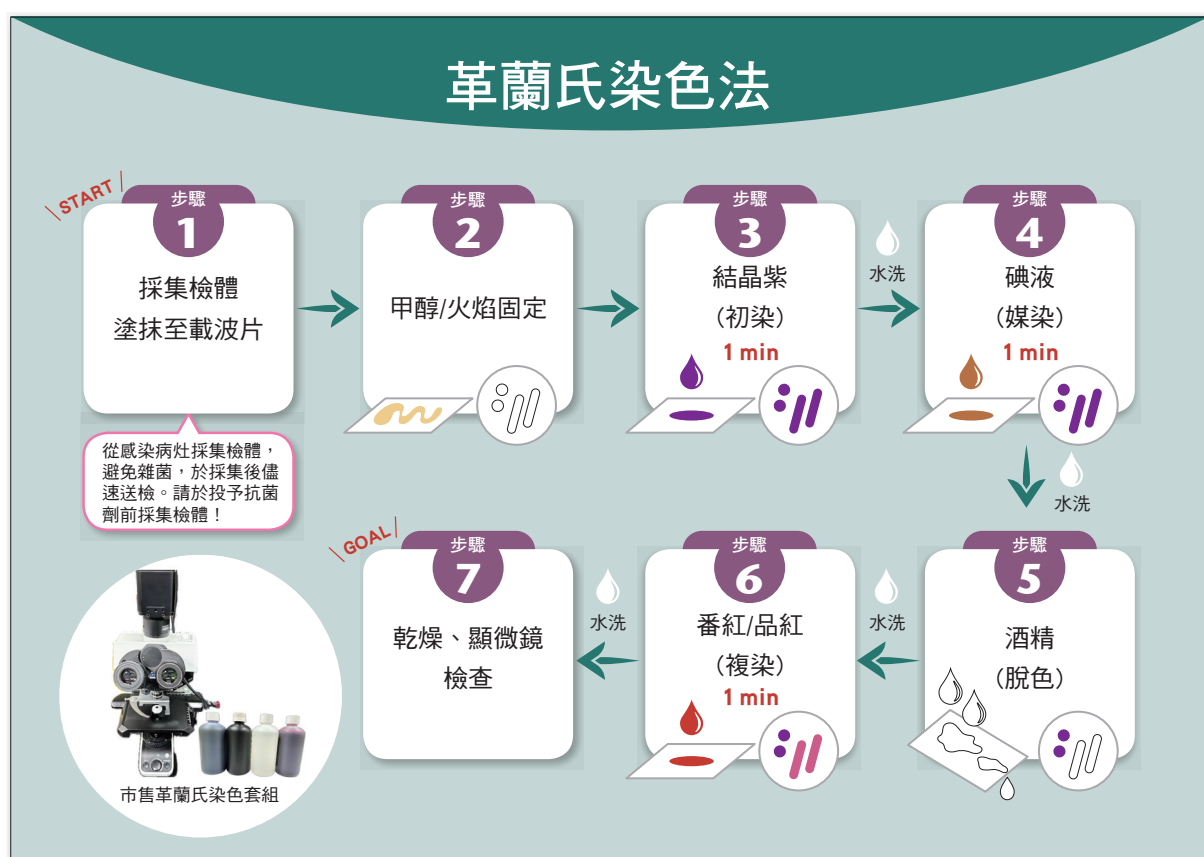 革蘭氏染色法
START
步驟
1
採集檢體
塗抹至載波片
從感染病灶採集檢體，
避免雜菌，於採集後儘
速送檢。請於投予抗菌
劑前採集檢體！
步驟
2
甲醇/火焰固定
步驟
3
結晶紫
(初染)
1 min
水洗
步驟
4
碘液
(媒染)
1 min
水洗
步驟
5
酒精
(脫色)
水洗
步驟
6
番紅/品紅
(複染)
1 min
水洗
GOAL
步驟
7
乾燥、顯微鏡
檢查
市售革蘭氏染色套組